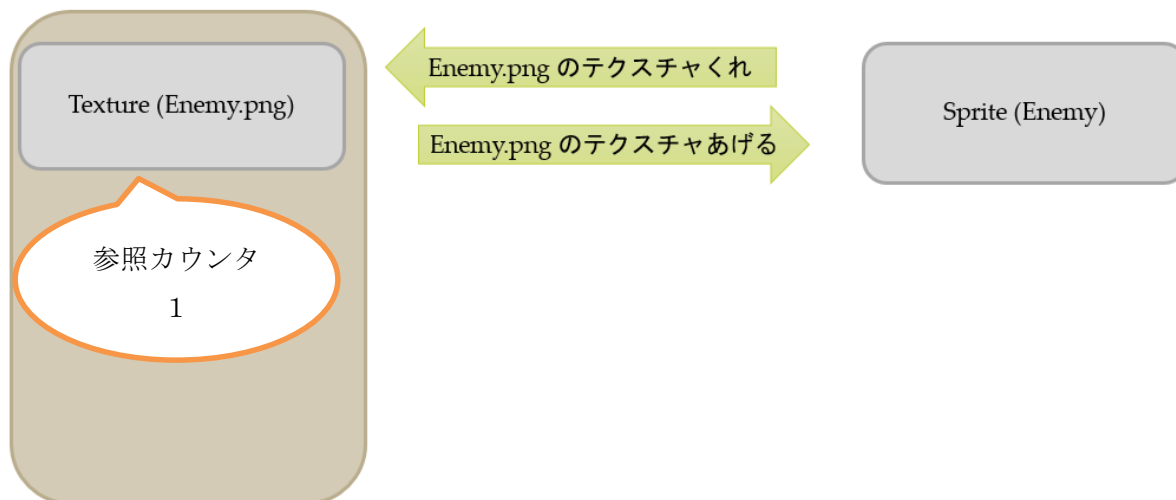 Texture (Enemy.png)
Enemy.png のテクスチャくれ
Enemy.png のテクスチャあげる
Sprite (Enemy)
参照カウンタ
１